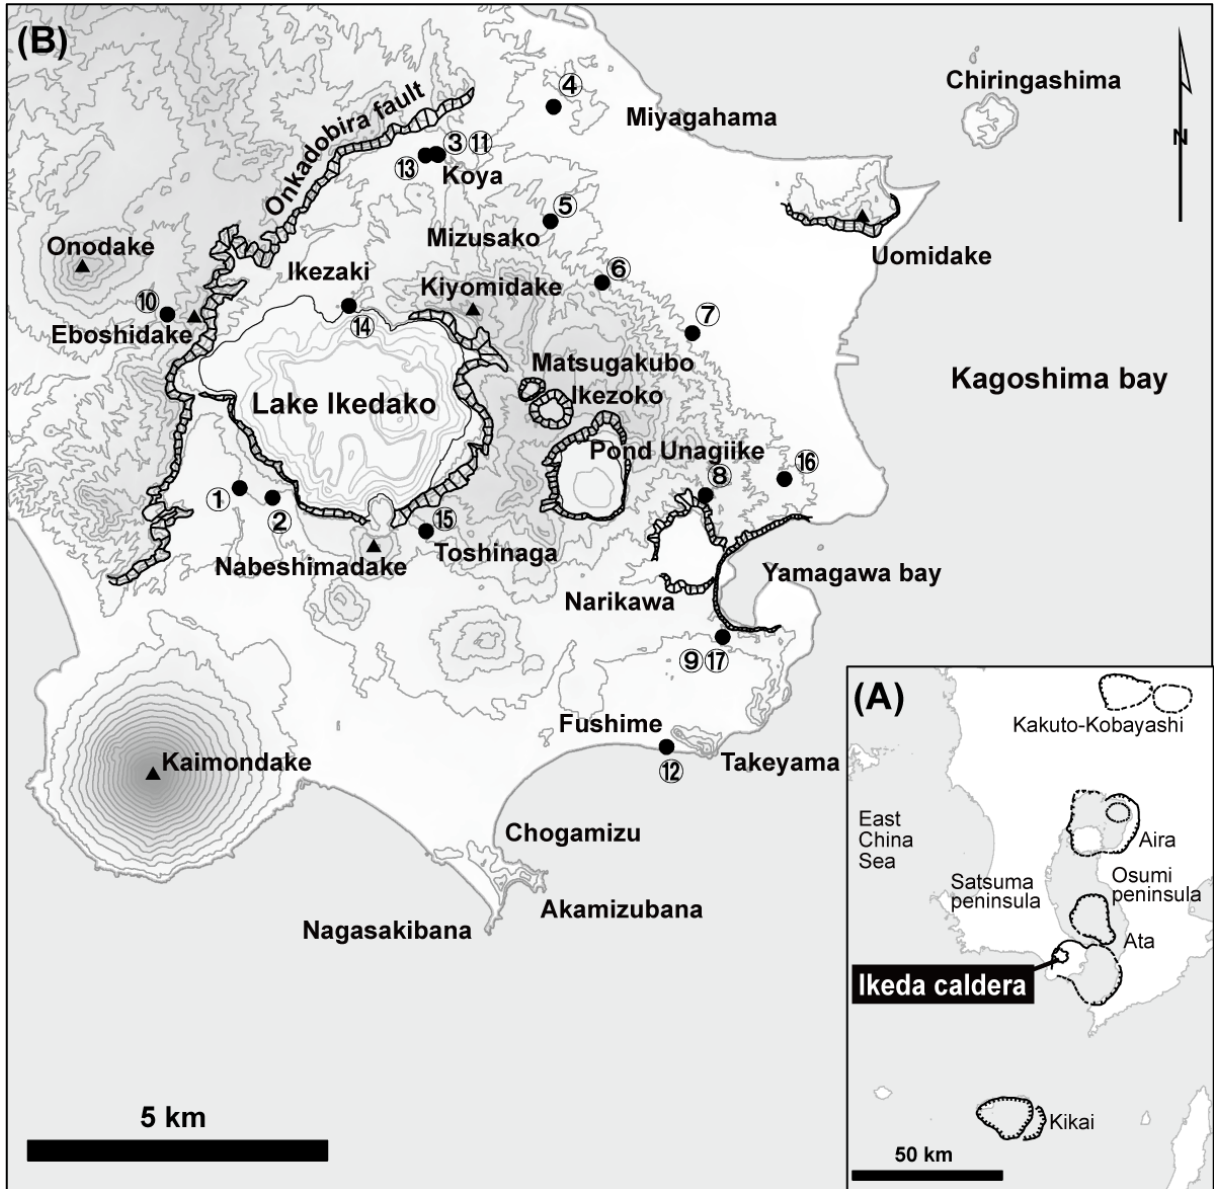 (B)
④
Chiringashima
Miyagahama
Onkadobira fault
N
③ ⑪
⑬
Koya
⑤
Mizusako
Onodake
Uomidake
Ikezaki
⑥
Kiyomidake
⑩
Eboshidake
⑭
⑦
Matsugakubo
Kagoshima bay
Ikezoko
Lake Ikedako
Pond Unagiike
⑯
⑧
①
②
⑮
Toshinaga
Nabeshimadake
Yamagawa bay
Narikawa
⑨ ⑰
Fushime
Kaimondake
⑫
Takeyama
Chogamizu
Akamizubana
Nagasakibana
5 km
(A)
Kakuto-Kobayashi
East
China
Sea
Aira
Satsuma
peninsula
Osumi
peninsula
Ata
Ikeda caldera
Kikai
50 km